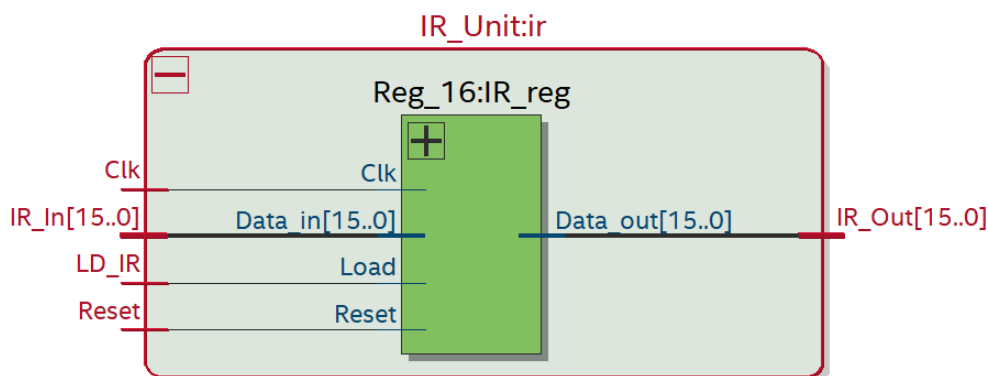 IR_Unit:ir
Reg_16:IR_reg
Clk
Clk
IR_In[15..0]
Data_in[15..0]
Data_out[15..0]
IR_Out[15..0]
LD_IR
Load
Reset
Reset